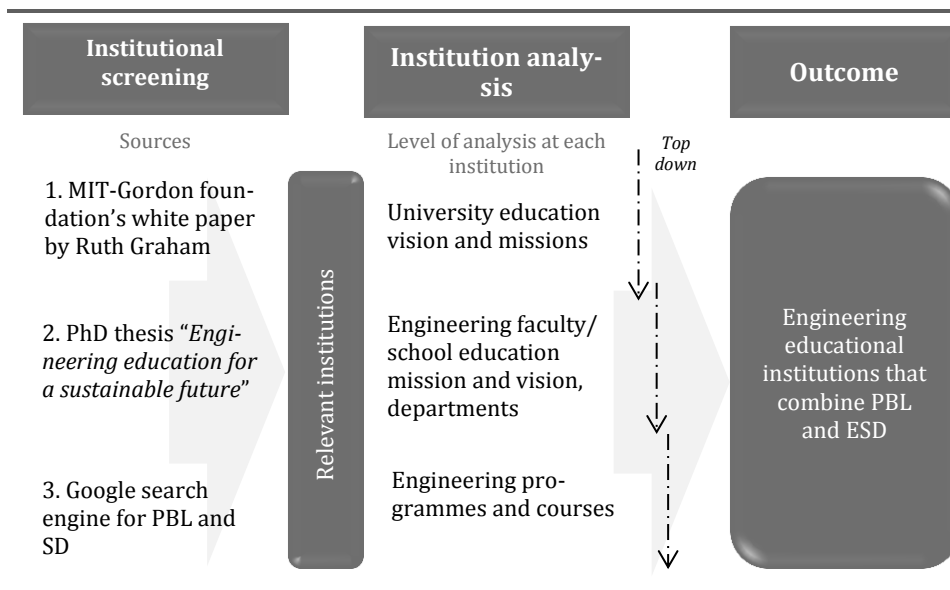 Institutional
screening
Institution analy-
sis
Outcome
Sources
Level of analysis at each
institution
Top
down
1. MIT-Gordon foun-
dation’s white paper
by Ruth Graham
2. PhD thesis “Engi-
neering education for
a sustainable future”
3. Google search
engine for PBL and
SD
Relevant institutions
University education
vision and missions
Engineering faculty/
school education
mission and vision,
departments
Engineering pro-
grammes and courses
Engineering
educational
institutions that
combine PBL
and ESD